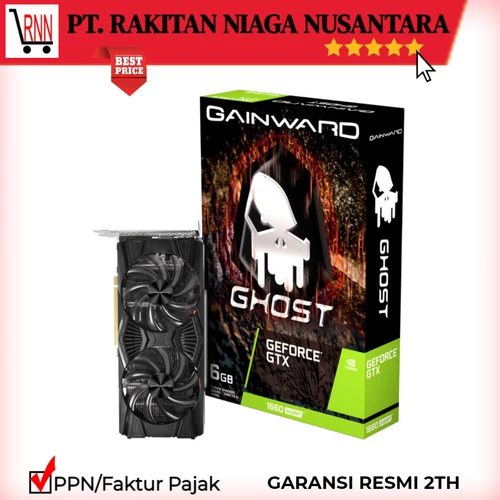 RNN
PT. RAKITAN NIAGA NUSANTARA
BEST
PRICE
GAINWARD
GAINWARD
GHOST
GHOST
GEFORCE
GTX
6GB
1660 SUPER
NVIDIA
GEFORCE
GTX
1660 SUPER
PPN/Faktur Pajak
GARANSI RESMI 2TH